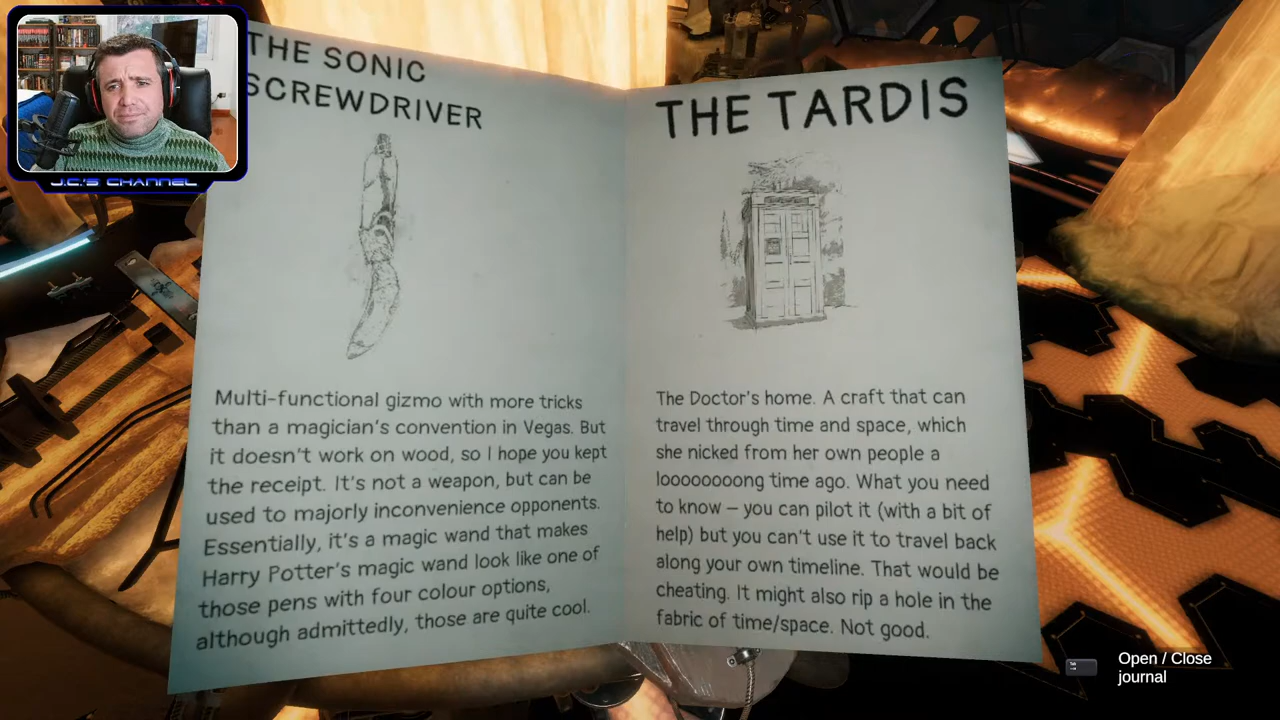 J.C.'S CHANNEL
THE SONIC
SCREWDRIVER
Multi-functional gizmo with more tricks
than a magician's convention in Vegas. But
it doesn't work on wood, so I hope you kept
the receipt. It's not a weapon, but can be
used to majorly inconvenience opponents.
Essentially, it's a magic wand that makes
Harry Potter's magic wand look like one of
those pens with four colour options,
although admittedly, those are quite cool.
THE TARDIS
The Doctor's home. A craft that can
travel through time and space, which
she nicked from her own people a
looooooooong time ago. What you need
to know – you can pilot it (with a bit of
help) but you can't use it to travel back
along your own timeline. That would be
cheating. It might also rip a hole in the
fabric of time/space. Not good.
Tab
Open / Close
journal